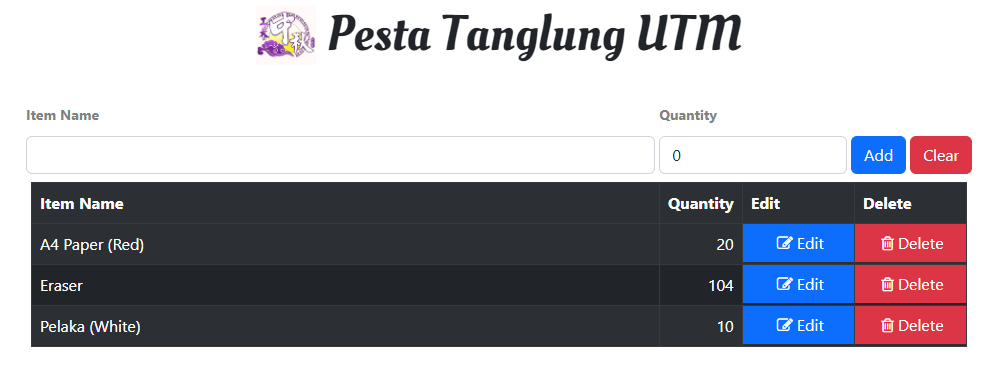 Pesta Tanglung UTM
Item Name Quantity
0 Add Clear
Item Name Quantity Edit Delete
A4 Paper (Red) 20 Edit Delete
Eraser 104 Edit Delete
Pelaka (White) 10 Edit Delete